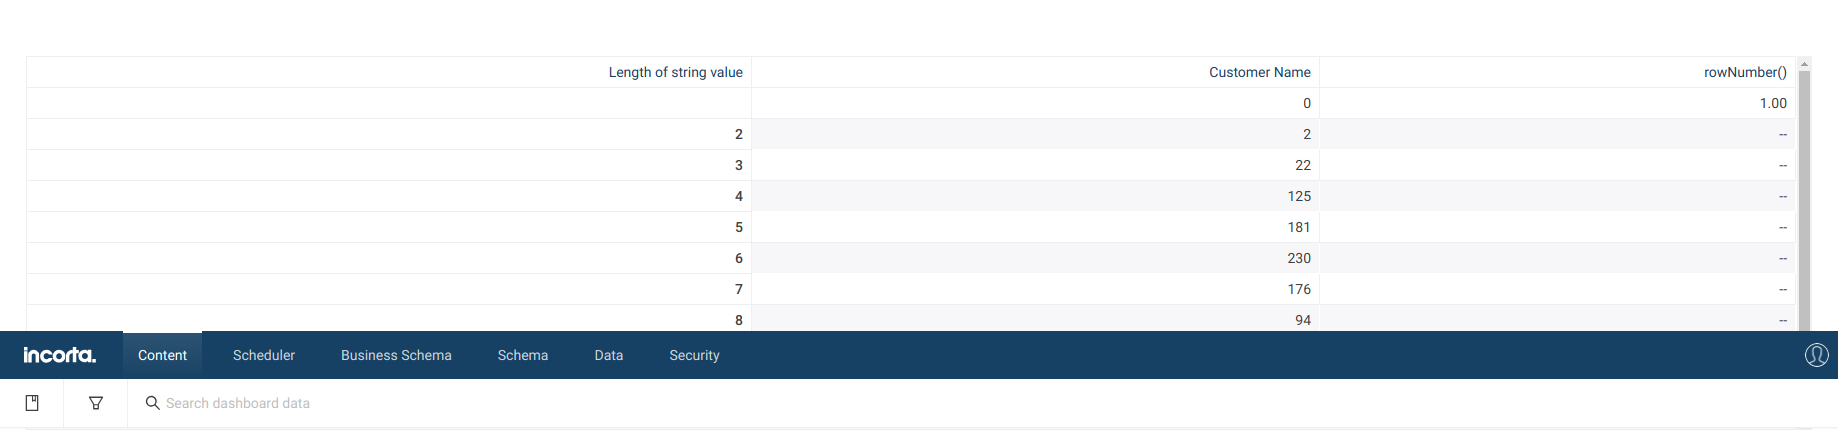 Length of string value Customer Name rowNumber()
0 1.00
2 2 --
3 22 --
4 125 --
5 181 --
6 230 --
7 176 --
8 94 --
incorta. Content Scheduler Business Schema Schema Data Security
Search dashboard data